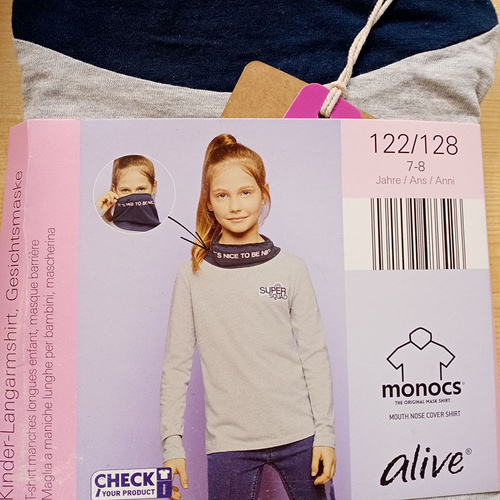 122/128
7-8
Jahre / Ans / Anni
'S NICE TO BE NI
SUPER
SQUAD
monocs®
THE ORIGINAL MASK SHIRT
MOUTH NOSE COVER SHIRT
alive®
CHECK
YOUR PRODUCT
Kinder-Langarmshirt, Gesichtsmaske
T-shirt manches longues enfant, masque barrière
Maglia a maniche lunghe per bambini, mascherina